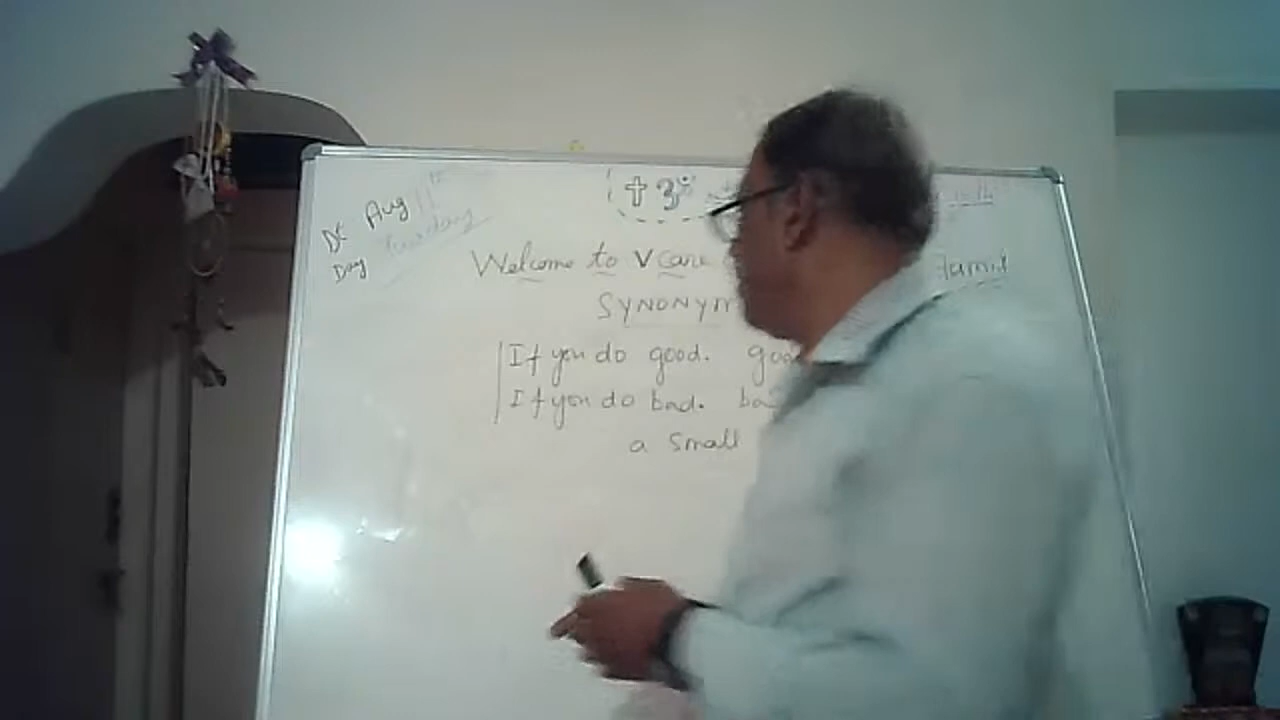 Aug 11th
Day Tuesday
ॐ
Welcome to V care
SYNONYM
If you do good. goo
If you do bad. ba
a small